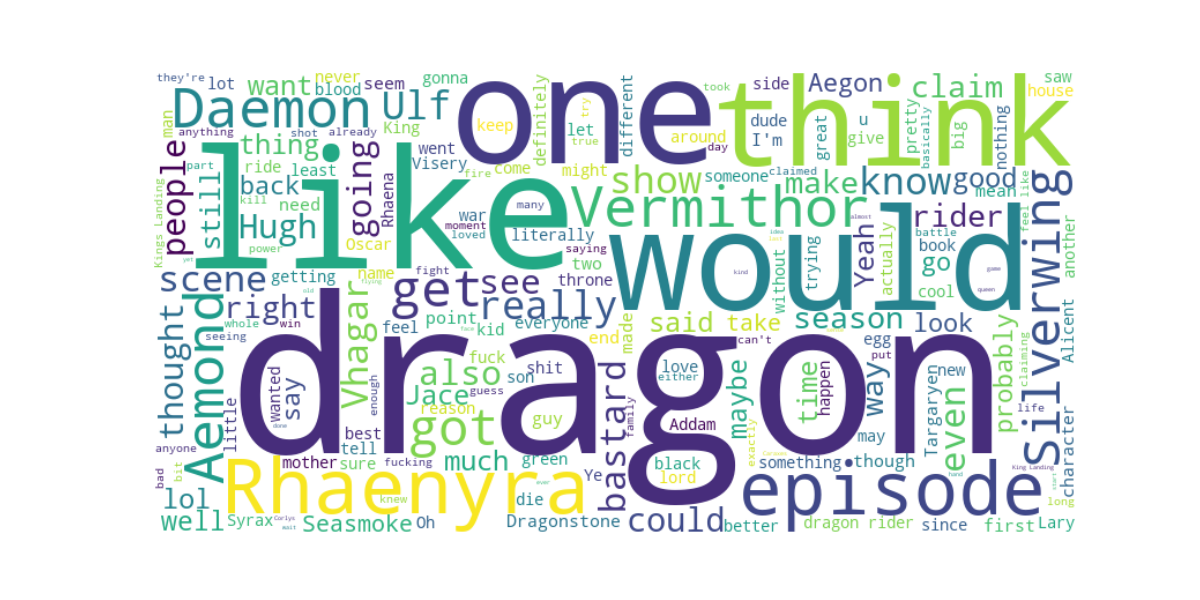 they're
lot
want
never
blood
seem
gonna
one
think
side
Aegon
claim
saw
house
took
Daemon
Ulf
King
keep
definitely
try
true
let
different
around
day
dude
I'm
great
u
give
pretty
basically
big
nothing
man
anything
shot
already
thing
went
Visery
come
fire
might
people
part
ride
least
like
show
someone
claimed
make
know
good
mean
feel like
Silverwing
back
kill
need
going
Rhaena
war
moment
loved
many
Vermithor
almost
rider
battle
book
another
Kings Landing
still
Hugh
power
Oscar
literally
saying
two
would
idea
kind
trying
Yeah
actually
go
cool
game
queen
yet
scene
getting
name
flying
fight
get
see
throne
without
Alicent
thought
old
right
Vhagar
really
point
kid
everyone
feel
end
made
said
take
season
look
whole
win
seeing
Aemond
dragon
face
can't
egg
put
probably
claiming
fuck
also
son
shit
love
either
maybe
time
happen
way
new
Targaryen
even
life
little
Wanted
say
done
enough
Jace
reason
guess
guy
bastard
family
Addam
exactly
may
character
anyone
best
tell
got
bad
bit
mother
sure
fucking
much
green
Ye
black
lord
something
though
King Landing
Rhaenyra
knew
ever
die
episode
hand
start
long
lol
well
Syrax
Corlys
wait
Seasmoke
Oh
Dragonstone
could
better
dragon rider
since
first
Lary